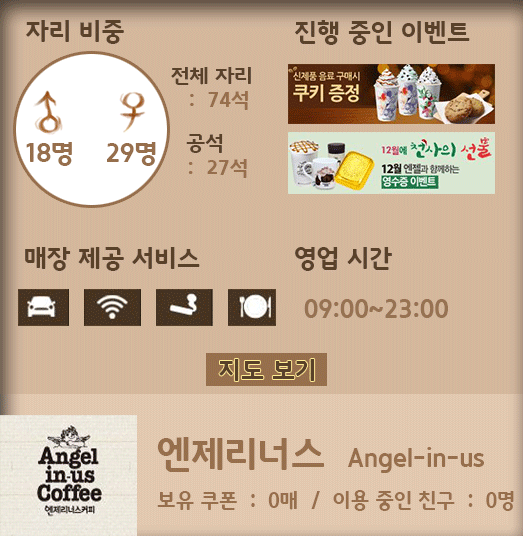 자리 비중
18명 29명
전체 자리
: 74석
공석
: 27석
진행 중인 이벤트
신제품 음료 구매시
쿠키 증정
12월에 천사의 선물
12월 엔젤과 함께하는
영수증 이벤트
매장 제공 서비스
영업 시간
09:00~23:00
지도 보기
Angel
in-us
Coffee
엔제리너스커피
엔제리너스 Angel-in-us
보유 쿠폰 : 0매 / 이용 중인 친구 : 0명